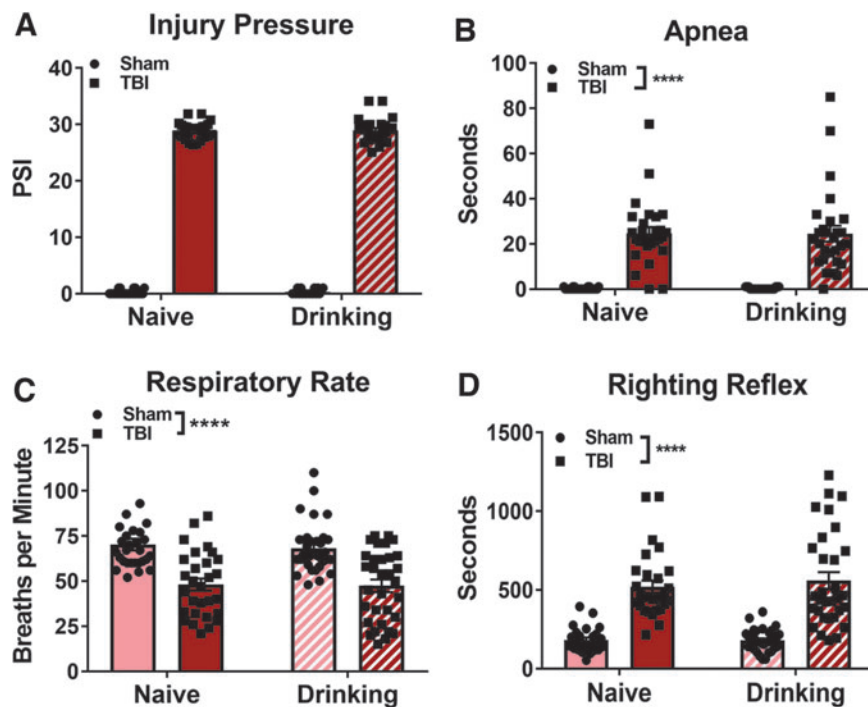 A
Injury Pressure
Sham
TBI
40
30
20
10
0
PSI
Naive
Drinking
B
Apnea
Sham
TBI
****
100
80
60
40
20
0
Seconds
Naive
Drinking
C
Respiratory Rate
Sham
TBI
****
125
100
75
50
25
0
Breaths per Minute
Naive
Drinking
D
Righting Reflex
Sham
TBI
****
1500
1000
500
0
Seconds
Naive
Drinking